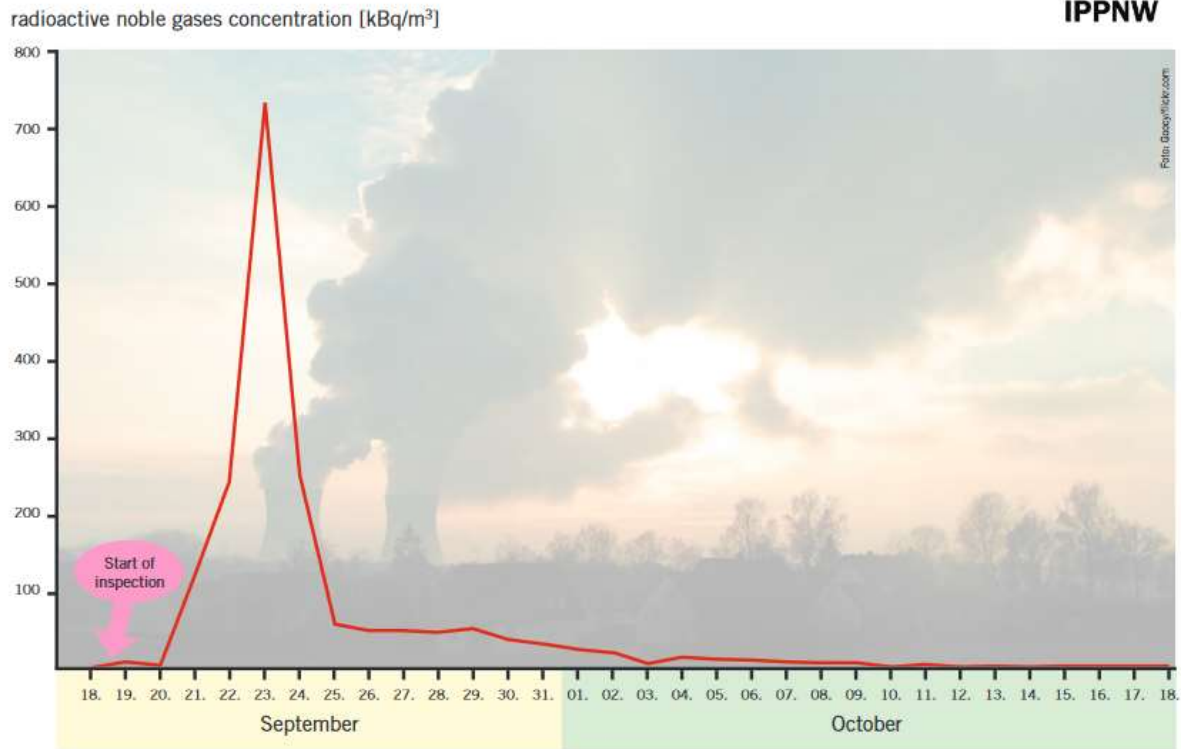 radioactive noble gases concentration [kBq/m³]
IPPNW
800
700
600
500
400
300
200
100
Start of
inspection
18. 19. 20. 21. 22. 23. 24. 25. 26. 27. 28. 29. 30. 31. 01. 02. 03. 04. 05. 06. 07. 08. 09. 10. 11. 12. 13. 14. 15. 16. 17. 18.
September October